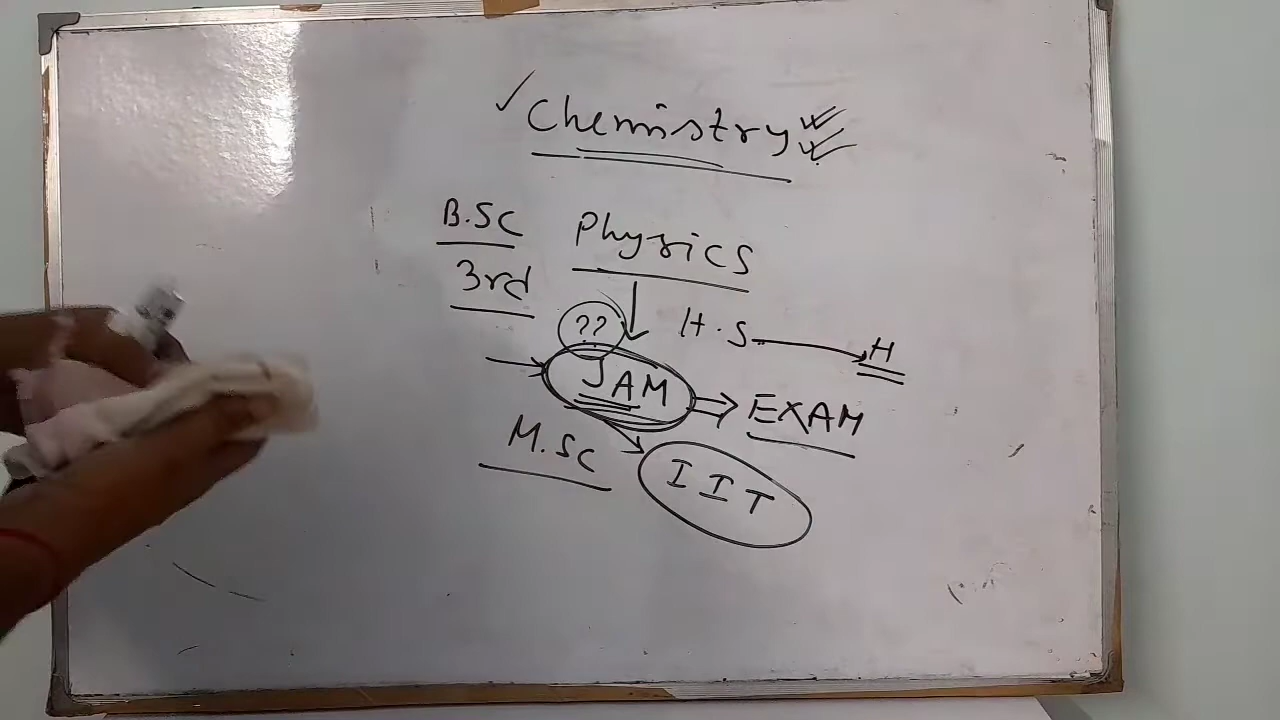 Chemistry
B.SC Physics
3rd
?? H.S H
JAM EXAM
M.SC IIT